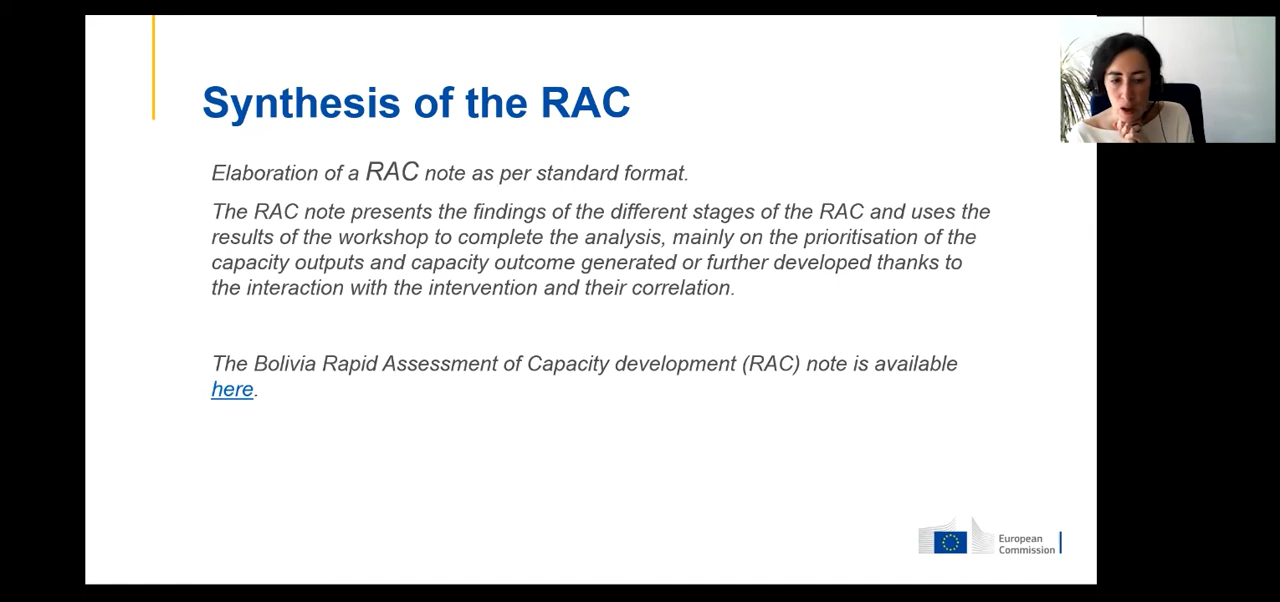 Synthesis of the RAC
Elaboration of a RAC note as per standard format.
The RAC note presents the findings of the different stages of the RAC and uses the
results of the workshop to complete the analysis, mainly on the prioritisation of the
capacity outputs and capacity outcome generated or further developed thanks to
the interaction with the intervention and their correlation.
The Bolivia Rapid Assessment of Capacity development (RAC) note is available
here.
European
Commission